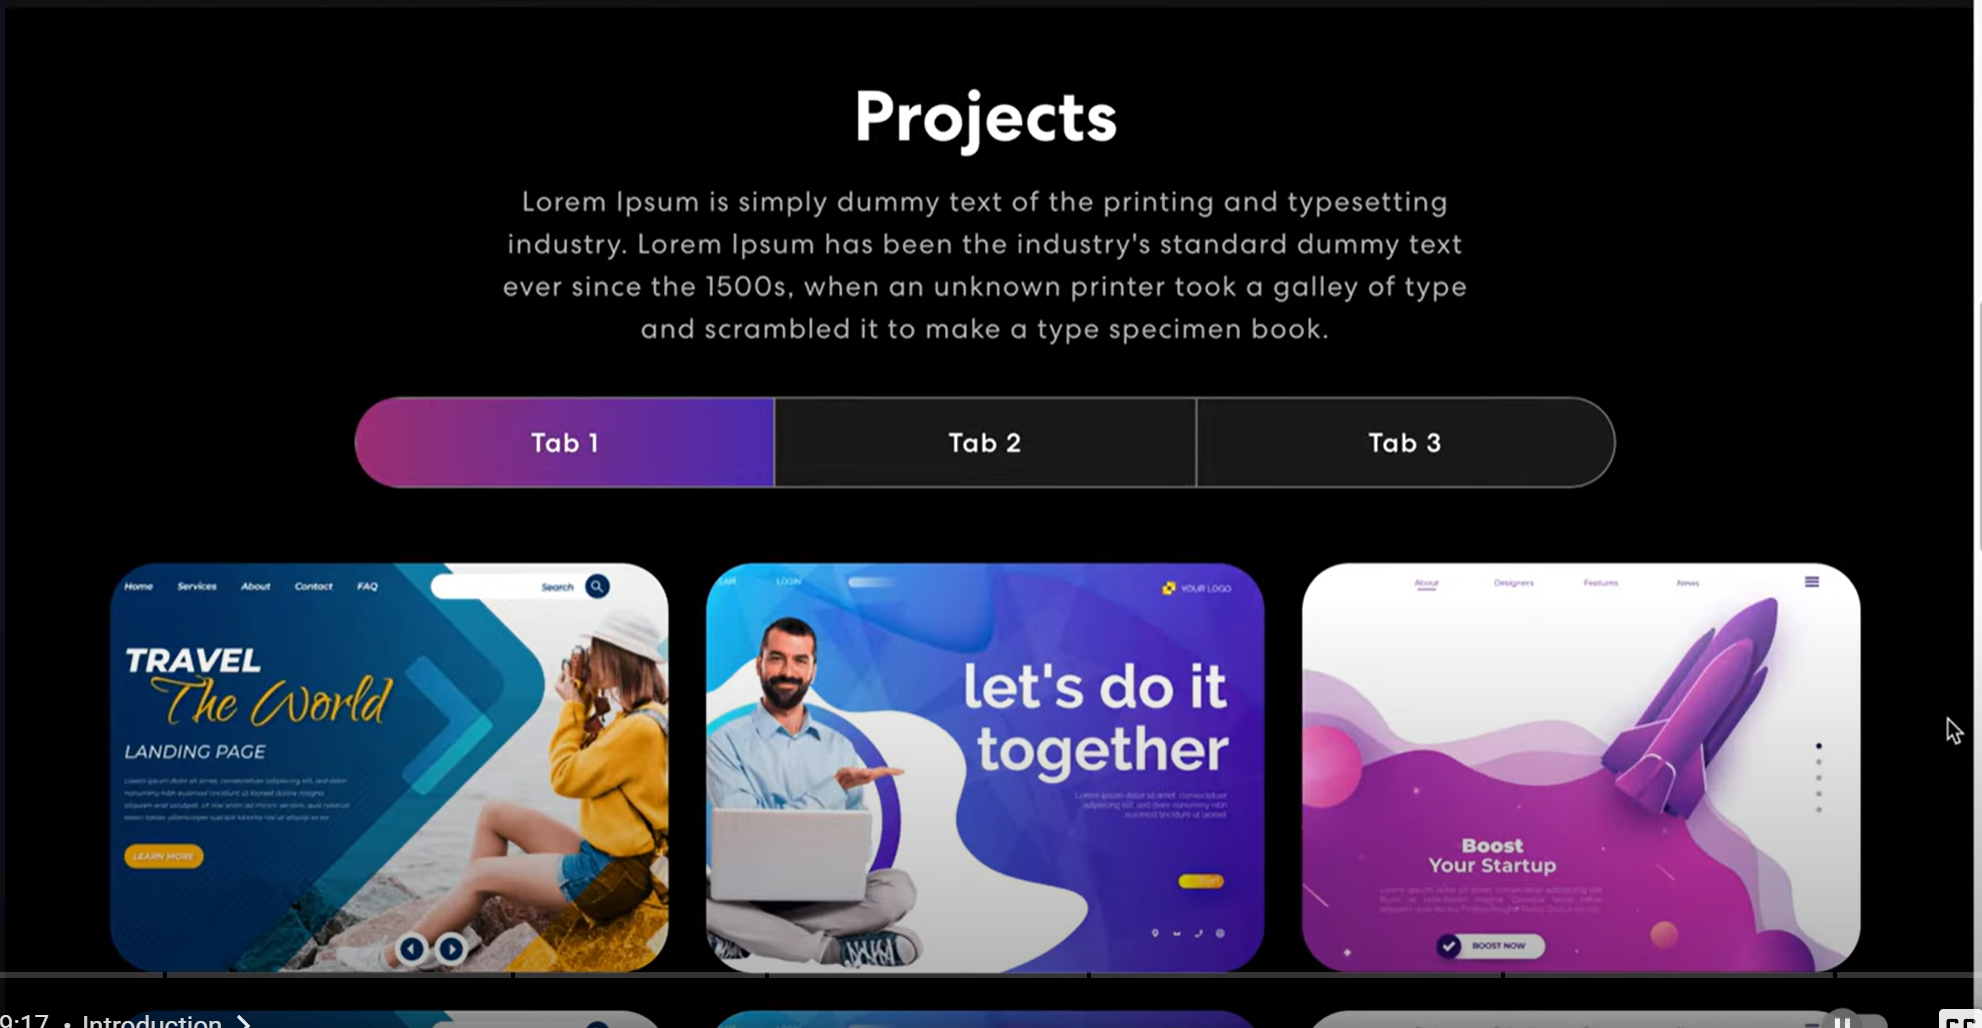 Projects
Lorem Ipsum is simply dummy text of the printing and typesetting
industry. Lorem Ipsum has been the industry's standard dummy text
ever since the 1500s, when an unknown printer took a galley of type
and scrambled it to make a type specimen book.
Tab 1 Tab 2 Tab 3
Home Services About Contact FAQ Search
TRAVEL
The World
LANDING PAGE
LEARN MORE
LOGIN YOUR LOGO
let's do it
together
About Designers Features News
Boost
Your Startup
BOOST NOW
9:17 • Introduction >